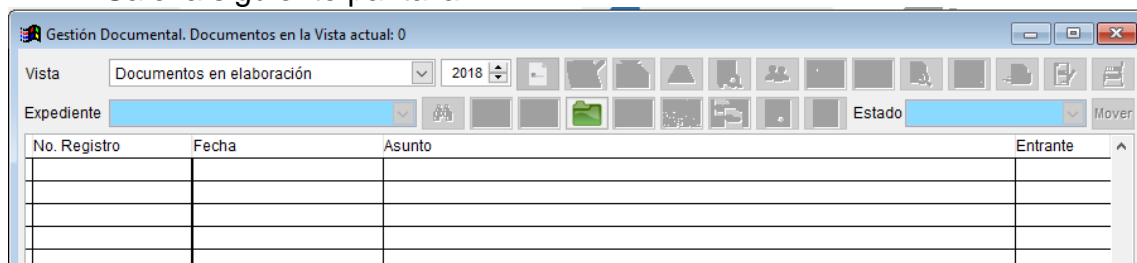 Gestión Documental. Documentos en la Vista actual: 0
Vista Documentos en elaboración 2018
Expediente Estado Mover
No. Registro Fecha Asunto Entrante